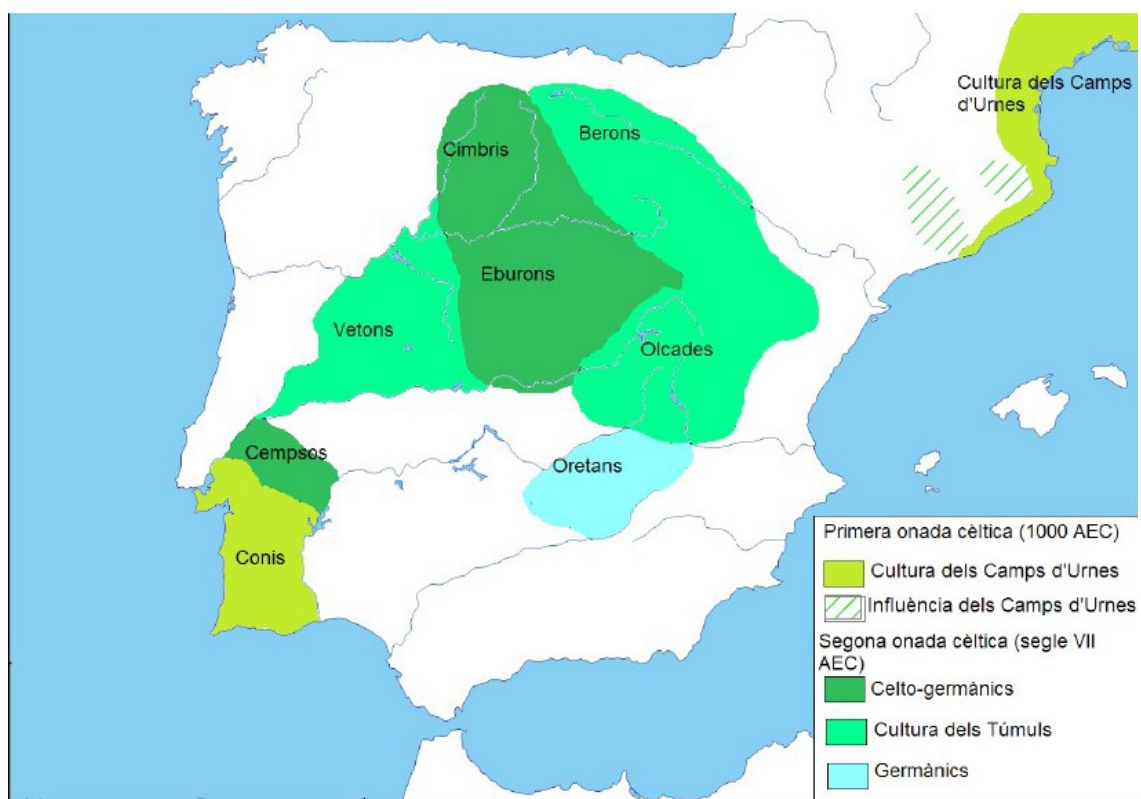 Cultura dels Camps
d'Urnes
Berons
Cimbris
Eburons
Vetons
Olcades
Cempsos
Oretans
Conis
Primera onada cèltica (1000 AEC)
Cultura dels Camps d'Urnes
Influència dels Camps d'Urnes
Segona onada cèltica (segle VII
AEC)
Celto-germànics
Cultura dels Túmuls
Germànics